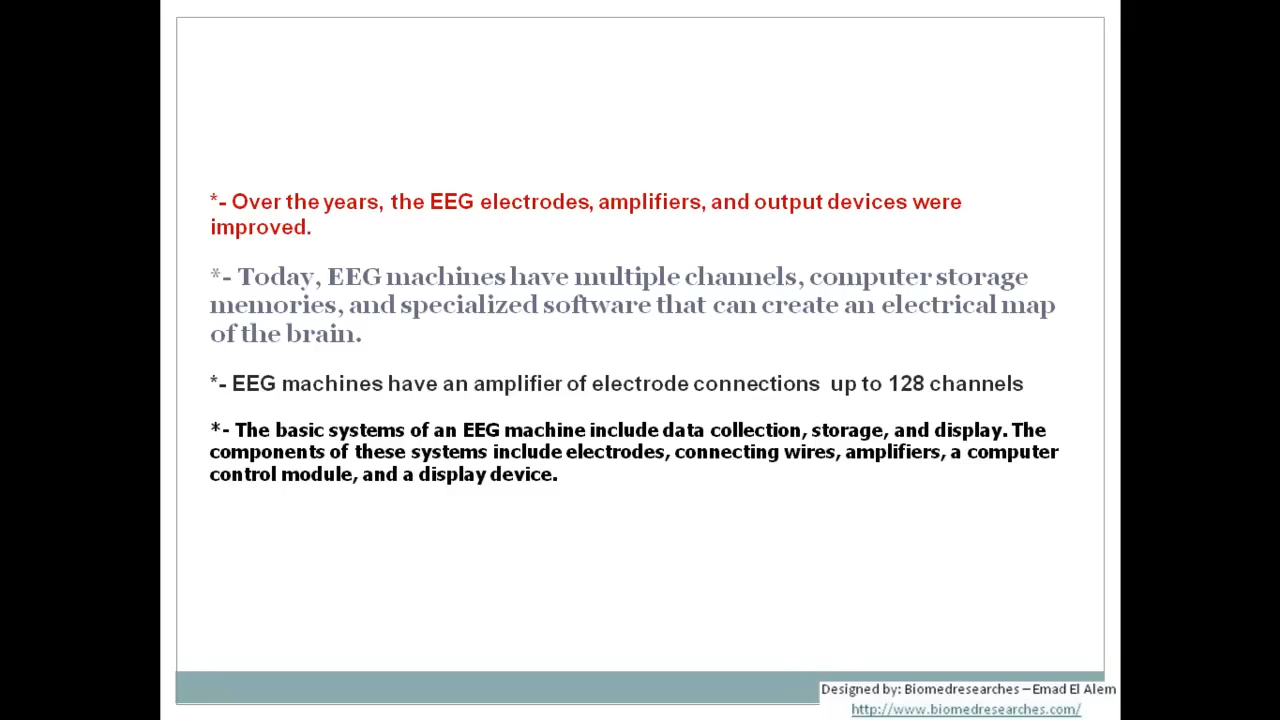 *- Over the years, the EEG electrodes, amplifiers, and output devices were
improved.
*- Today, EEG machines have multiple channels, computer storage
memories, and specialized software that can create an electrical map
of the brain.
*- EEG machines have an amplifier of electrode connections  up to 128 channels
*- The basic systems of an EEG machine include data collection, storage, and display. The
components of these systems include electrodes, connecting wires, amplifiers, a computer
control module, and a display device.
Designed by: Biomedresearches – Emad El Alem
http://www.biomedresearches.com/